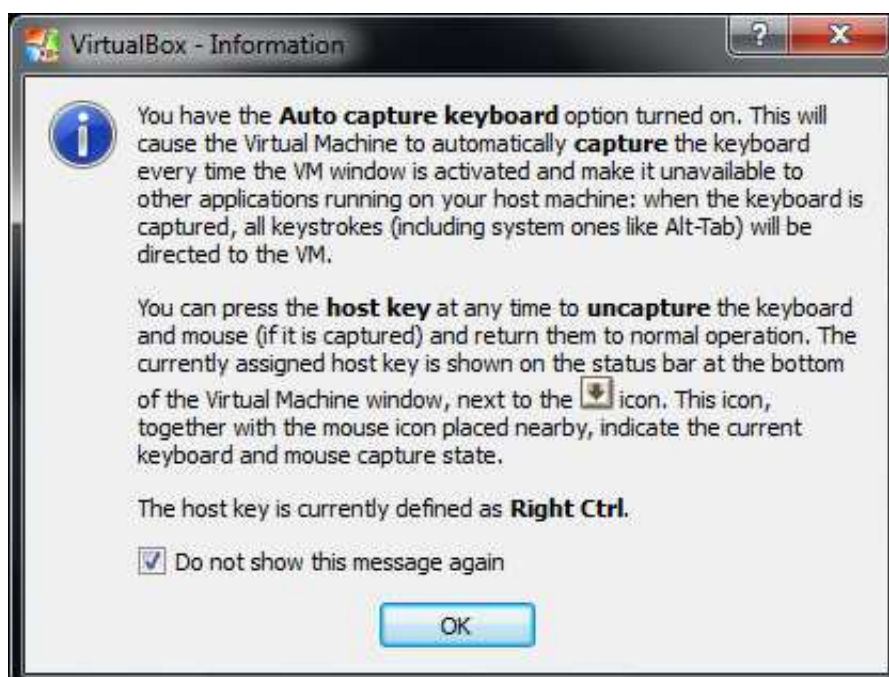 VirtualBox - Information
You have the Auto capture keyboard option turned on. This will
cause the Virtual Machine to automatically capture the keyboard
every time the VM window is activated and make it unavailable to
other applications running on your host machine: when the keyboard is
captured, all keystrokes (including system ones like Alt-Tab) will be
directed to the VM.
You can press the host key at any time to uncapture the keyboard
and mouse (if it is captured) and return them to normal operation. The
currently assigned host key is shown on the status bar at the bottom
of the Virtual Machine window, next to the icon. This icon,
together with the mouse icon placed nearby, indicate the current
keyboard and mouse capture state.
The host key is currently defined as Right Ctrl.
Do not show this message again
OK